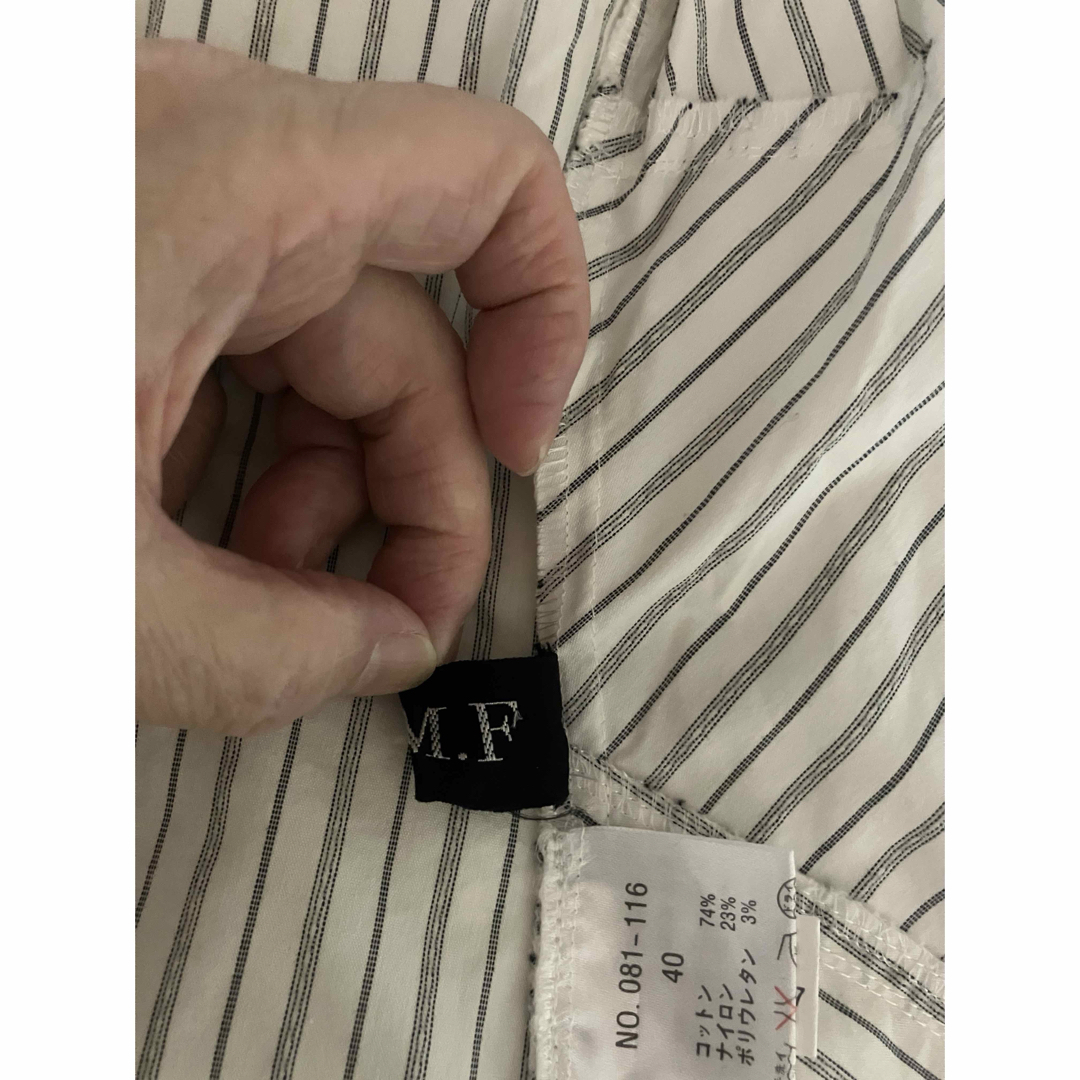 M.F
NO. 081-116
40
コットン 74%
ナイロン 23%
ポリウレタン 3%